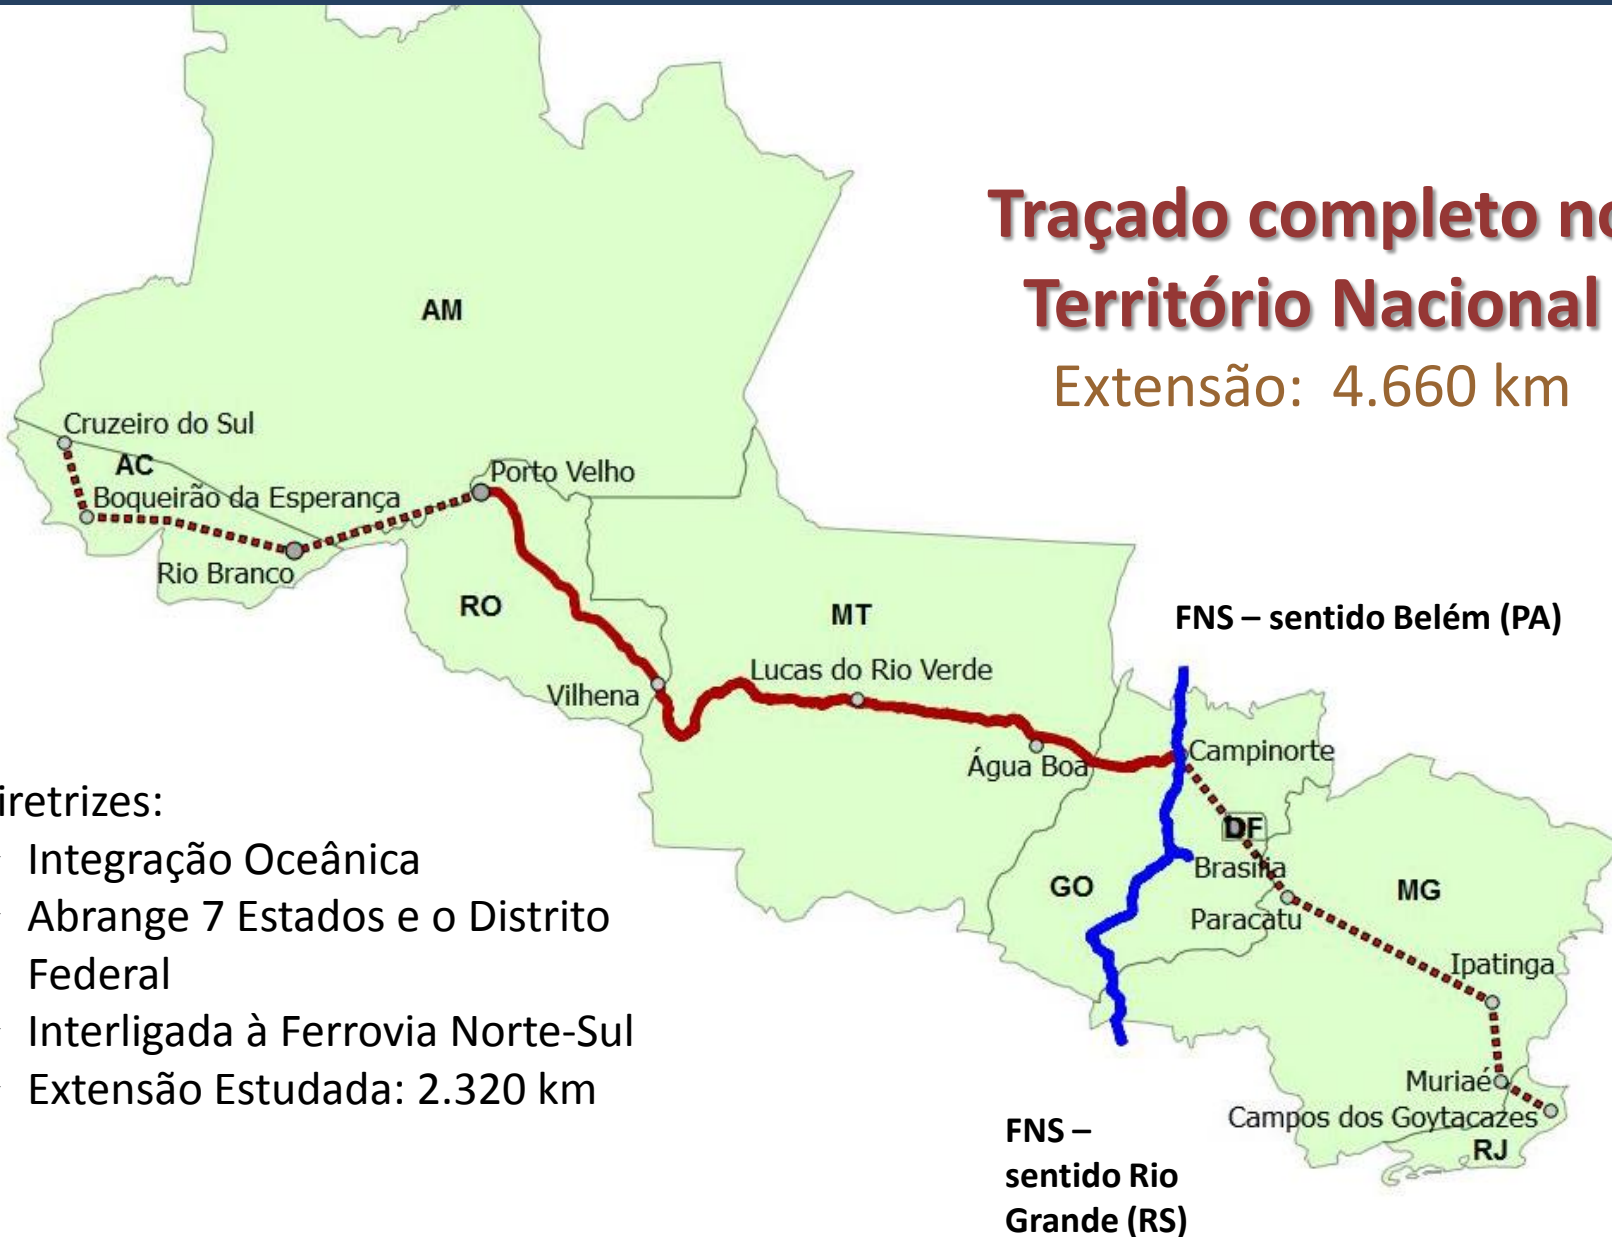 Traçado completo no
Território Nacional
Extensão: 4.660 km
AM
Cruzeiro do Sul
AC
Porto Velho
Boqueirão da Esperança
Rio Branco
RO
MT
FNS – sentido Belém (PA)
Lucas do Rio Verde
Vilhena
Campinorte
Água Boa
iretrizes:
Integração Oceânica
Abrange 7 Estados e o Distrito
Federal
Interligada à Ferrovia Norte-Sul
Extensão Estudada: 2.320 km
DF
Brasília
GO
MG
Paracatu
Ipatinga
Muriaé
Campos dos Goytacazes
RJ
FNS –
sentido Rio
Grande (RS)